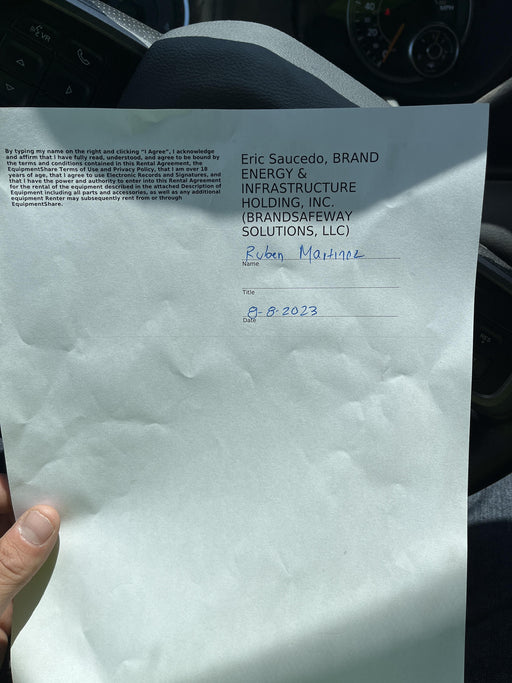 By typing my name on the right and clicking "I Agree", I acknowledge
and affirm that I have fully read, understood, and agree to be bound by
the terms and conditions contained in this Rental Agreement, the
EquipmentShare Terms of Use and Privacy Policy, that I am over 18
years of age, that I agree to use Electronic Records and Signatures, and
that I have the power and authority to enter into this Rental Agreement
for the rental of the equipment described in the attached Description of
Equipment including all parts and accessories, as well as any additional
equipment Renter may subsequently rent from or through
EquipmentShare.
Eric Saucedo, BRAND
ENERGY &
INFRASTRUCTURE
HOLDING, INC.
(BRANDSAFEWAY
SOLUTIONS, LLC)
Ruben Martinez
Name
Title
8-8-2023
Date
VR
40
20
MPH
RES